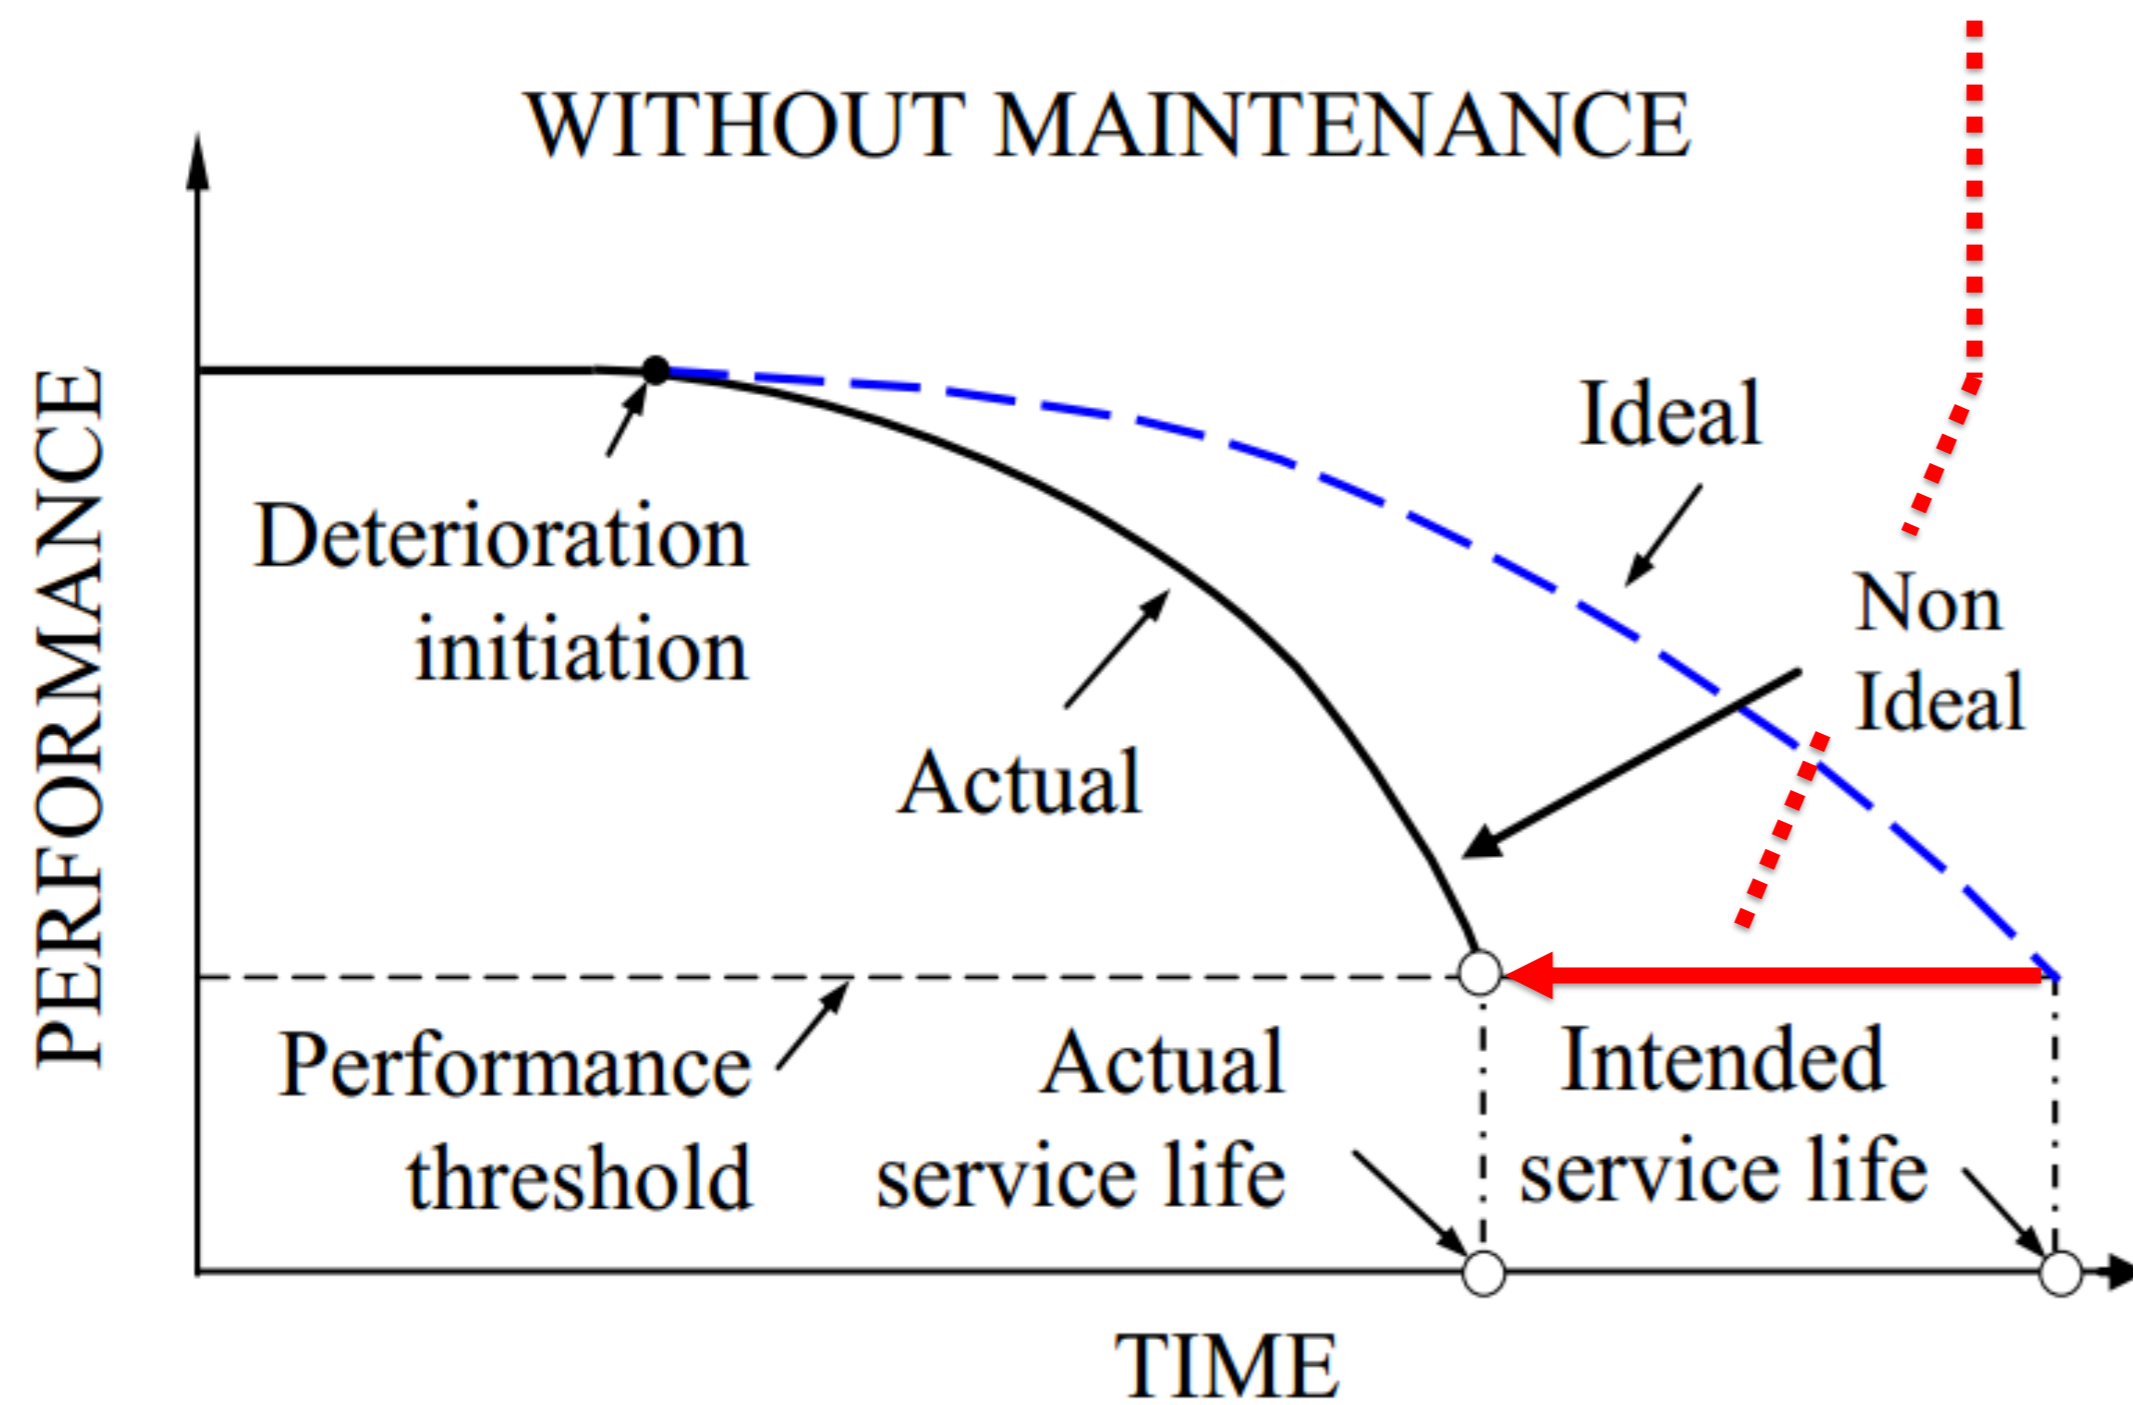 WITHOUT MAINTENANCE
PERFORMANCE
Ideal
Deterioration
initiation
Non
Ideal
Actual
Performance
threshold
Actual
service life
Intended
service life
TIME